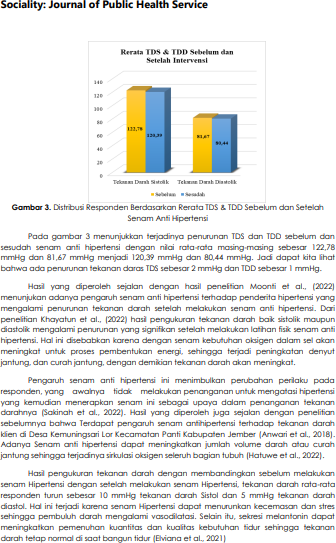 Sociality: Journal of Public Health Service
Rerata TDS & TDD Sebelum dan
Setelah Intervensi
140
120
100
80
60
40
20
0
122,78
120,39
81,67
80,44
Tekanan Darah Sistolik
Tekanan Darah Diastolik
Sebelum
Sesudah
Gambar 3. Distribusi Responden Berdasarkan Rerata TDS & TDD Sebelum dan Setelah
Senam Anti Hipertensi
Pada gambar 3 menunjukkan terjadinya penurunan TDS dan TDD sebelum dan
sesudah senam anti hipertensi dengan nilai rata-rata masing-masing sebesar 122,78
mmHg dan 81,67 mmHg menjadi 120,39 mmHg dan 80,44 mmHg. Jadi dapat kita lihat
bahwa ada penurunan tekanan daras TDS sebesar 2 mmHg dan TDD sebesar 1 mmHg.
Hasil yang diperoleh sejalan dengan hasil penelitian Moonti et al., (2022)
menunjukan adanya pengaruh senam anti hipertensi terhadap penderita hipertensi yang
mengalami penurunan tekanan darah setelah melakukan senam anti hipertensi. Dari
penelitian Khayatun et al., (2022) hasil pengukuran tekanan darah baik sistolik maupun
diastolik mengalami penurunan yang signifikan setelah melakukan latihan fisik senam anti
hipertensi. Hal ini disebabkan karena dengan senam kebutuhan oksigen dalam sel akan
meningkat untuk proses pembentukan energi, sehingga terjadi peningkatan denyut
jantung, dan curah jantung, dengan demikian tekanan darah akan meningkat.
Pengaruh senam anti hipertensi ini menimbulkan perubahan perilaku pada
responden, yang awalnya tidak melakukan penanganan untuk mengatasi hipertensi
yang kemudian menerapkan senam ini sebagai upaya dalam penanganan tekanan
darahnya (Sakinah et al., 2022). Hasil yang diperoleh juga sejalan dengan penelitian
sebelumnya bahwa Terdapat pengaruh senam antihipertensi terhadap tekanan darah
klien di Desa Kemuningsari Lor Kecamatan Panti Kabupaten Jember (Anwari et al., 2018).
Adanya Senam anti hipertensi dapat meningkatkan jumlah volume darah atau curah
jantung sehingga terjadinya sirkulasi oksigen seleruh bagian tubuh (Hatuwe et al., 2022).
Hasil pengukuran tekanan darah dengan membandingkan sebelum melakukan
senam Hipertensi dengan setelah melakukan senam Hipertensi, tekanan darah rata-rata
responden turun sebesar 10 mmHg tekanan darah Sistol dan 5 mmHg tekanan darah
diastol. Hal ini terjadi karena senam Hipertensi dapat menurunkan kecemasan dan stres
sehingga pembuluh darah mengalami vasodilatasi. Selain itu, sekresi melantonin dapat
meningkatkan pemenuhan kuantitas dan kualitas kebutuhan tidur sehingga tekanan
darah tetap normal di saat bangun tidur (Elviana et al., 2021)